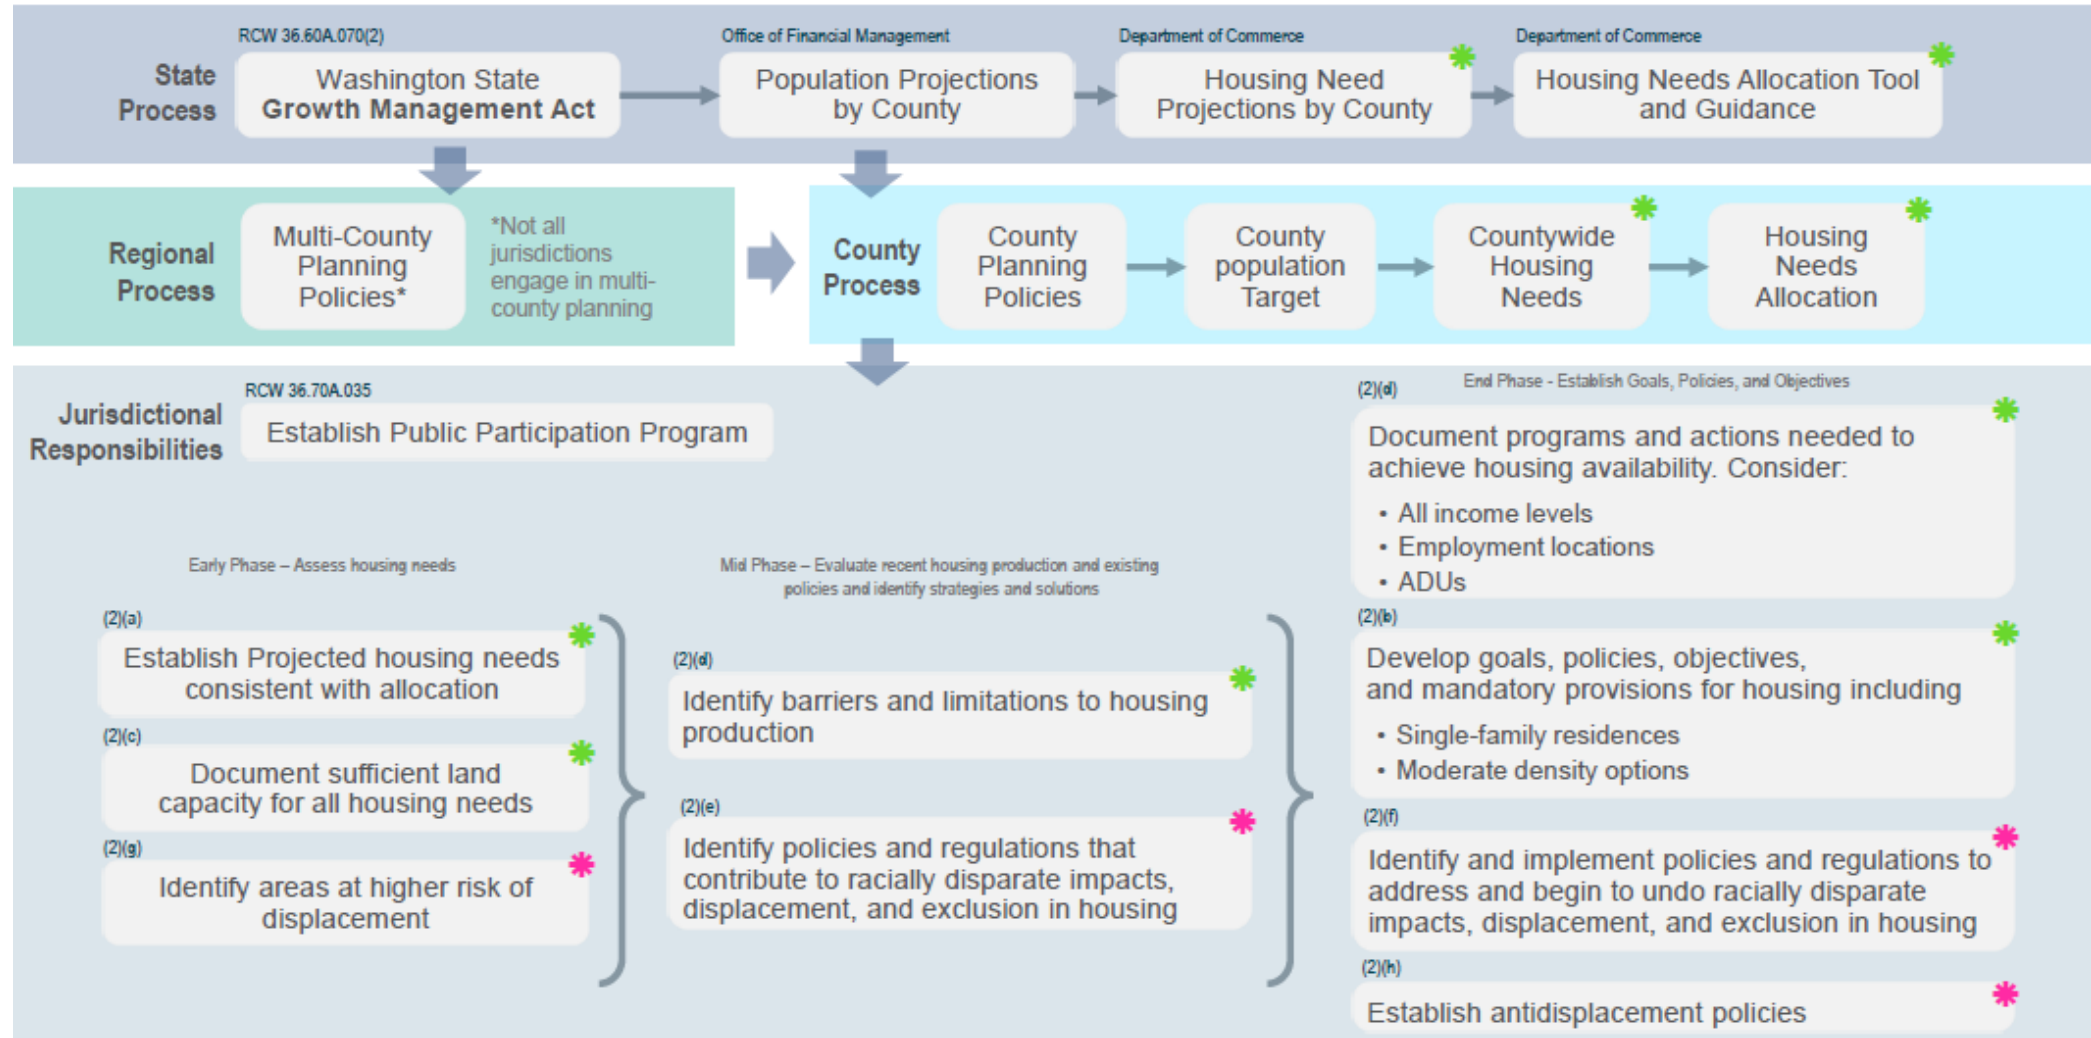 RCW 36.60A.070(2)
Office of Financial Management
Department of Commerce
Department of Commerce
State
Process
Washington State
Growth Management Act
Population Projections
by County
Housing Need
Projections by County
Housing Needs Allocation Tool
and Guidance
Regional
Process
Multi-County
Planning
Policies*
*Not all
jurisdictions
engage in multi-
county planning
County
Process
County
Planning
Policies
County
population
Target
Countywide
Housing
Needs
Housing
Needs
Allocation
Jurisdictional
Responsibilities
RCW 36.70A.035
Establish Public Participation Program
Early Phase – Assess housing needs
(2)(a)
Establish Projected housing needs
consistent with allocation
(2)(c)
Document sufficient land
capacity for all housing needs
(2)(g)
Identify areas at higher risk of
displacement
Mid Phase – Evaluate recent housing production and existing
policies and identify strategies and solutions
(2)(d)
Identify barriers and limitations to housing
production
(2)(e)
Identify policies and regulations that
contribute to racially disparate impacts,
displacement, and exclusion in housing
End Phase - Establish Goals, Policies, and Objectives
(2)(d)
Document programs and actions needed to
achieve housing availability. Consider:
• All income levels
• Employment locations
• ADUs
(2)(b)
Develop goals, policies, objectives,
and mandatory provisions for housing including
• Single-family residences
• Moderate density options
(2)(f)
Identify and implement policies and regulations to
address and begin to undo racially disparate
impacts, displacement, and exclusion in housing
(2)(h)
Establish antidisplacement policies